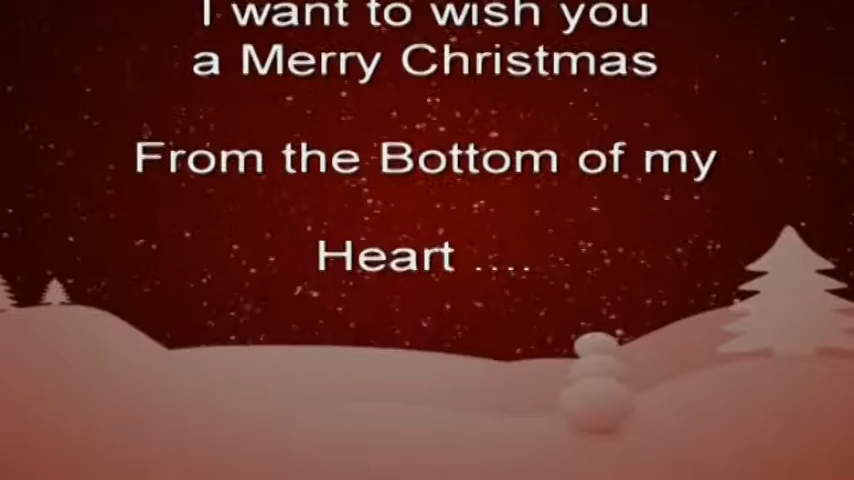 I want to wish you
a Merry Christmas
From the Bottom of my
Heart ....